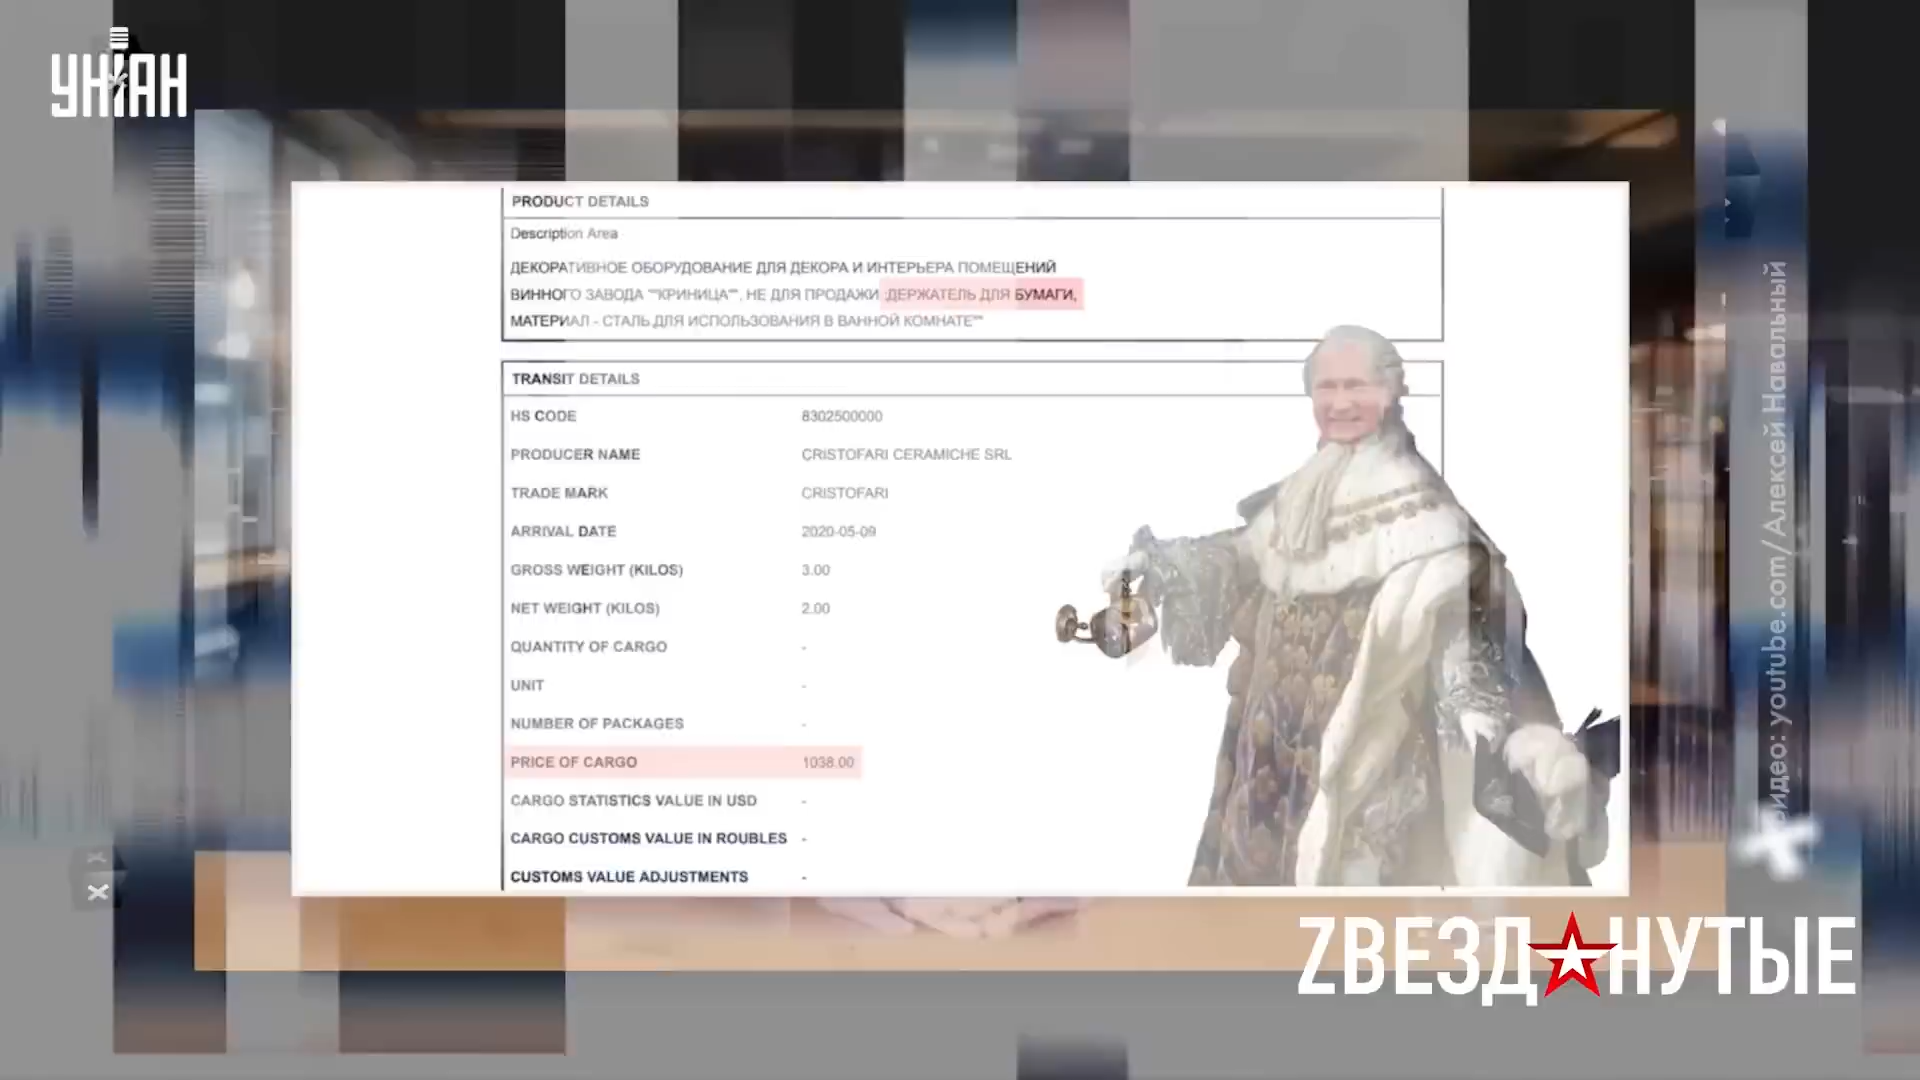 УНІАН
PRODUCT DETAILS
Description Area
ДЕКОРАТИВНОЕ ОБОРУДОВАНИЕ ДЛЯ ДЕКОРА И ИНТЕРЬЕРА ПОМЕЩЕНИЙ
ВИННОГО ЗАВОДА ""КРИНИЦА"", НЕ ДЛЯ ПРОДАЖИ :ДЕРЖАТЕЛЬ ДЛЯ БУМАГИ,
МАТЕРИАЛ - СТАЛЬ,ДЛЯ ИСПОЛЬЗОВАНИЯ В ВАННОЙ КОМНАТЕ""
TRANSIT DETAILS
HS CODE 8302500000
PRODUCER NAME CRISTOFARI CERAMICHE SRL
TRADE MARK CRISTOFARI
ARRIVAL DATE 2020-05-09
GROSS WEIGHT (KILOS) 3.00
NET WEIGHT (KILOS) 2.00
QUANTITY OF CARGO -
UNIT -
NUMBER OF PACKAGES -
PRICE OF CARGO 1038.00
CARGO STATISTICS VALUE IN USD -
CARGO CUSTOMS VALUE IN ROUBLES -
CUSTOMS VALUE ADJUSTMENTS -
Видео: youtube.com/Алексей Навальный
ZВЕЗДАНУТЫЕ